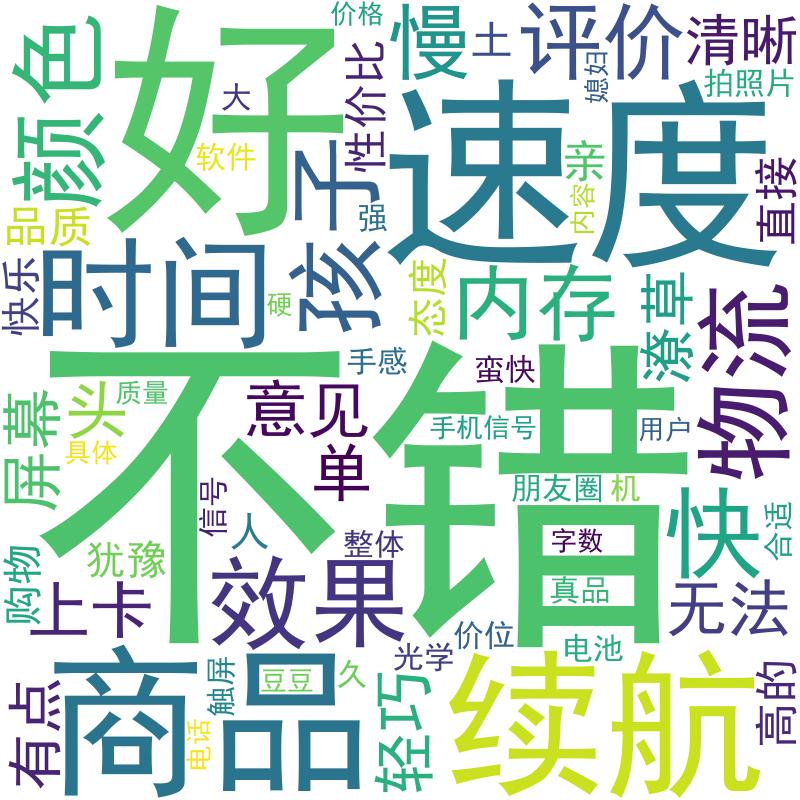 价格
慢
土
评价
清晰
颜色
好
大
性价比
媳妇
拍照片
速度
软件
孩子
亲
直接
品质
强
内容
快乐
时间
硬
态度
内存
潦草
物流
不错
手感
蛮快
屏幕
头
质量
意见
手机信号
用户
具体
单
信号
朋友圈
机
快
合适
人
犹豫
整体
字数
购物
上卡
效果
真品
无法
价位
电池
光学
商品
触屏
豆豆
久
续航
有点
轻巧
高的
电话